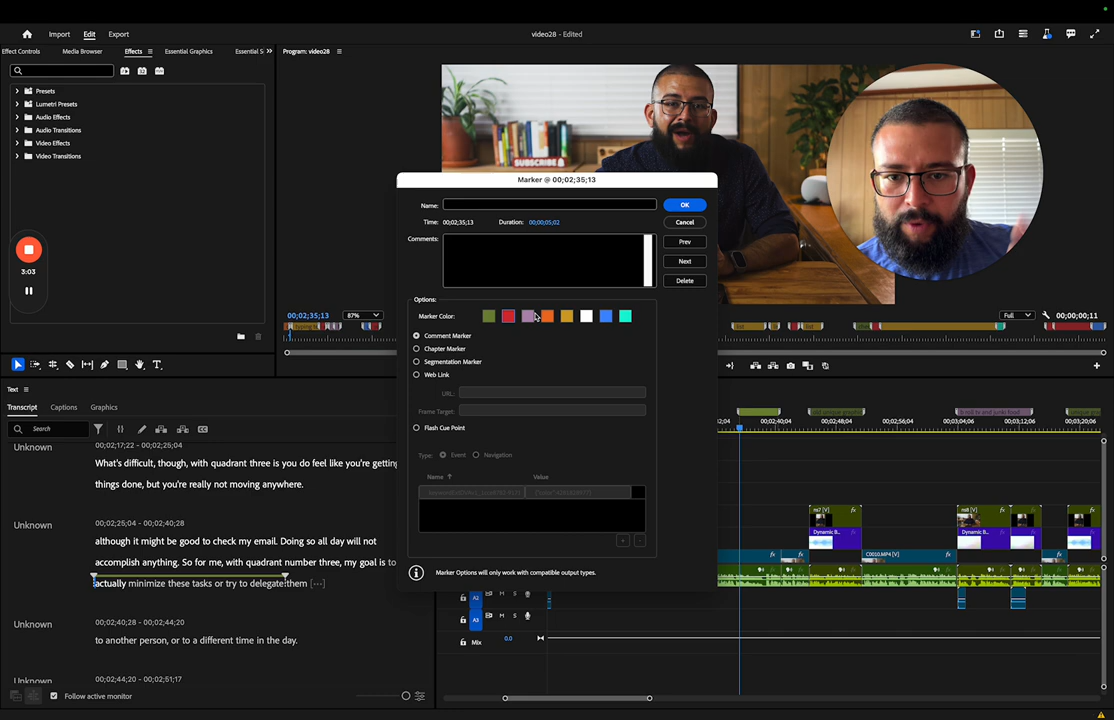 Import Edit Export
video28 - Edited
Effect Controls Media Browser Effects Essential Graphics Essential S
Program: video28
Presets
Lumetri Presets
Audio Effects
Audio Transitions
Video Effects
Video Transitions
SUBSCRIBE
3:03
Marker @ 00;02;35;13
Name:
OK
Time: 00;02;35;13 Duration: 00;00;05;02
Cancel
Comments:
Prev
Next
Delete
Options:
Marker Color:
Comment Marker
Chapter Marker
Segmentation Marker
Web Link
URL:
Frame Target:
Flash Cue Point
Type: Event Navigation
Name Value
Marker Options will only work with compatible output types.
00;02;35;13 87%
Full 00;00;00;11
Text
Transcript Captions Graphics
Search
Unknown
00;02;17;22 - 00;02;25;04
What's difficult, though, with quadrant three is you do feel like you're getting
things done, but you're really not moving anywhere.
Unknown
00;02;25;04 - 00;02;40;28
although it might be good to check my email. Doing so all day will not
accomplish anything. So for me, with quadrant number three, my goal is to
actually minimize these tasks or try to delegate them [...]
Unknown
00;02;40;28 - 00;02;44;20
to another person, or to a different time in the day.
Unknown
00;02;44;20 - 00;02;51;17
Follow active monitor
00;02;40;04 00;02;48;04 00;02;56;04 00;03;04;06 00;03;12;06 00;03;20;06
Dynamic B...
Dynamic B...
C0010.MP4 [V]
A2 M S
A3 M S
Mix 0.0